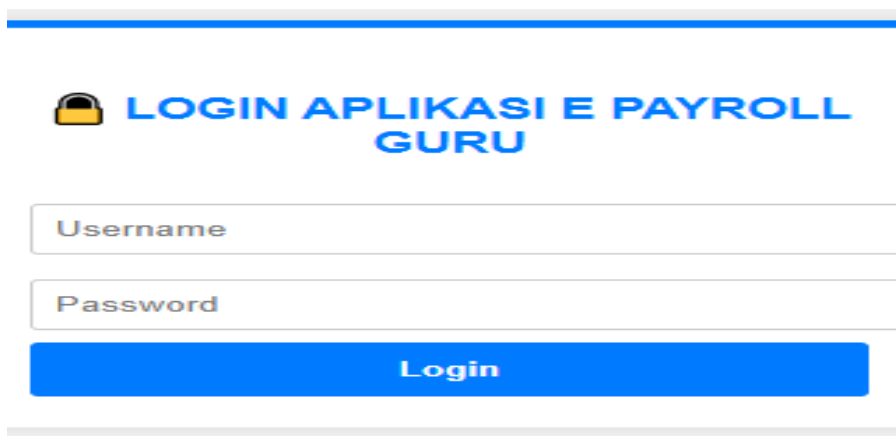 LOGIN APLIKASI E PAYROLL
GURU
Username
Password
Login